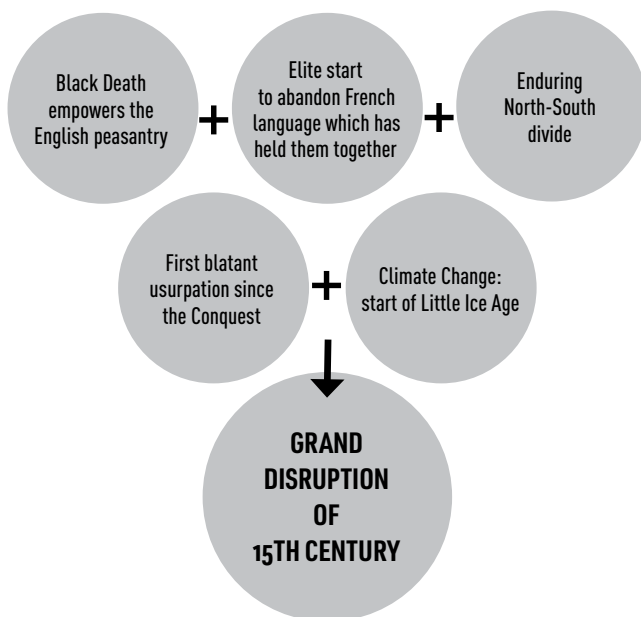 Black Death
empowers the
English peasantry
+
Elite start
to abandon French
language which has
held them together
+
Enduring
North-South
divide
First blatant
usurpation since
the Conquest
+
Climate Change:
start of Little Ice Age
GRAND
DISRUPTION
OF
15TH CENTURY